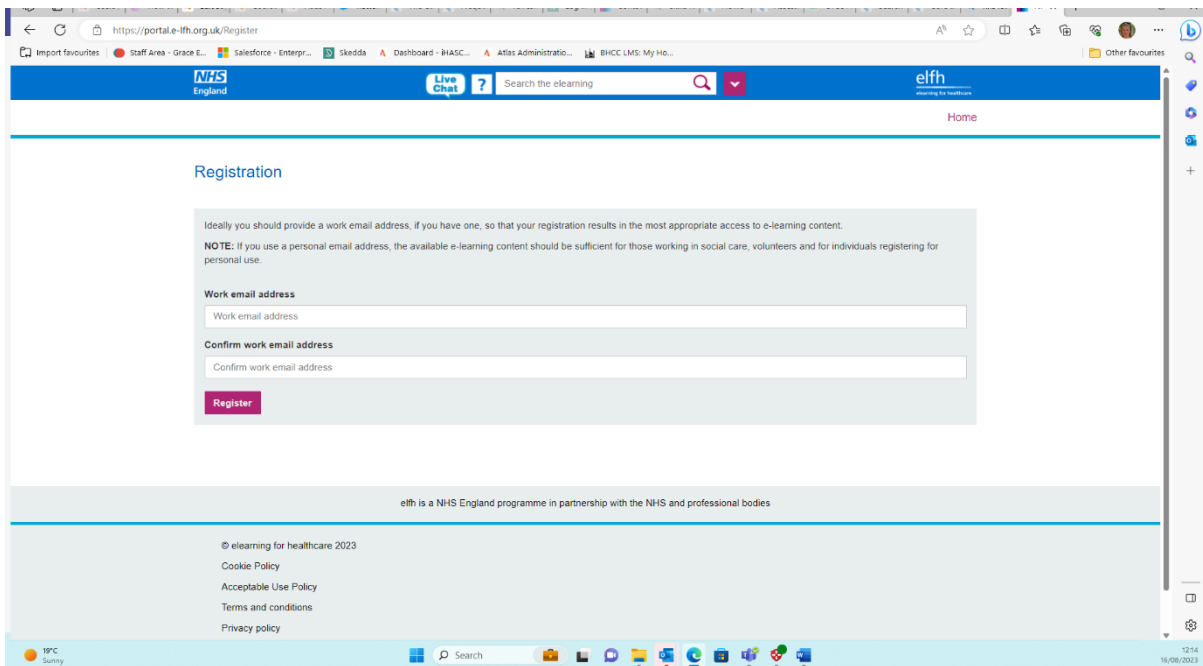 https://portal.e-lfh.org.uk/Register
Import favourites Staff Area - Grace E... Salesforce - Enterpr... Skedda Dashboard - iHASC... Atlas Administratio... BHCC LMS: My Ho... Other favourites
NHS
England
Live
Chat
?
Search the elearning
elfh
elearning for healthcare
Home
Registration
Ideally you should provide a work email address, if you have one, so that your registration results in the most appropriate access to e-learning content.
NOTE: If you use a personal email address, the available e-learning content should be sufficient for those working in social care, volunteers and for individuals registering for
personal use.
Work email address
Work email address
Confirm work email address
Confirm work email address
Register
elfh is a NHS England programme in partnership with the NHS and professional bodies
© elearning for healthcare 2023
Cookie Policy
Acceptable Use Policy
Terms and conditions
Privacy policy
19°C
Sunny
Search
12:14
16/08/2023